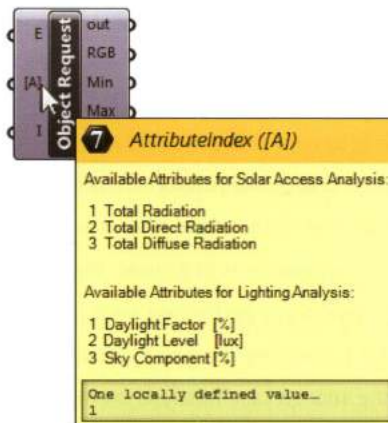 E
[A]
I
Object Request
out
RGB
Min
Max
7 AttributeIndex ([A])
Available Attributes for Solar Access Analysis:
1 Total Radiation
2 Total Direct Radiation
3 Total Diffuse Radiation
Available Attributes for Lighting Analysis:
1 Daylight Factor [%]
2 Daylight Level [lux]
3 Sky Component [%]
One locally defined value…
1